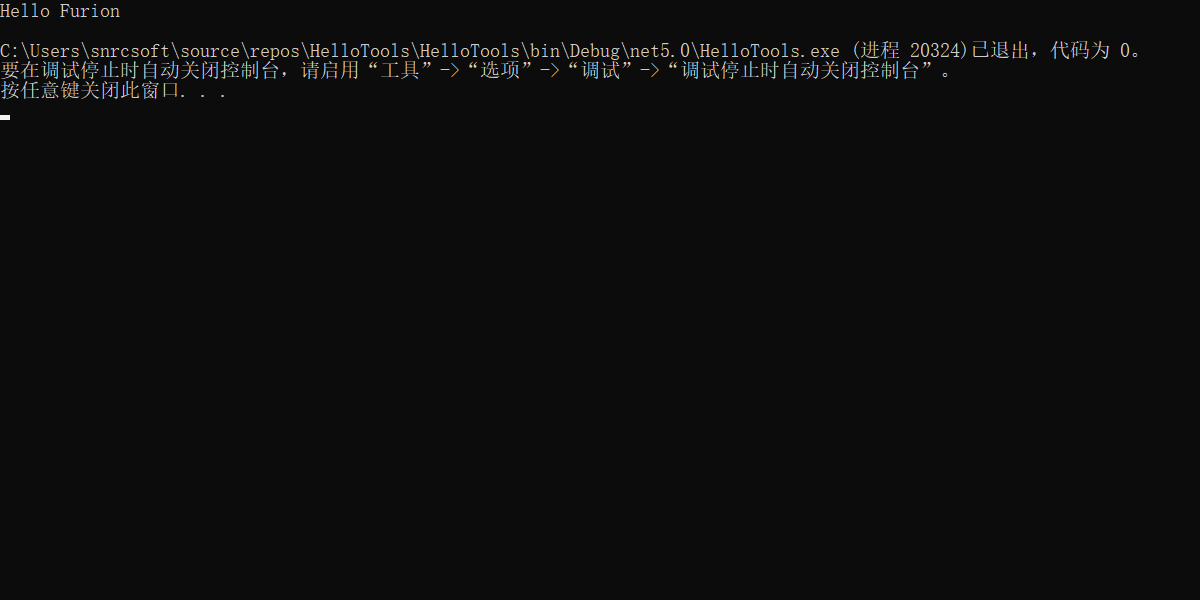 Hello Furion
C:\Users\snrcsoft\source\repos\HelloTools\HelloTools\bin\Debug\net5.0\HelloTools.exe (进程 20324)已退出，代码为 0。
要在调试停止时自动关闭控制台，请启用“工具”->“选项”->“调试”->“调试停止时自动关闭控制台”。
按任意键关闭此窗口. . .